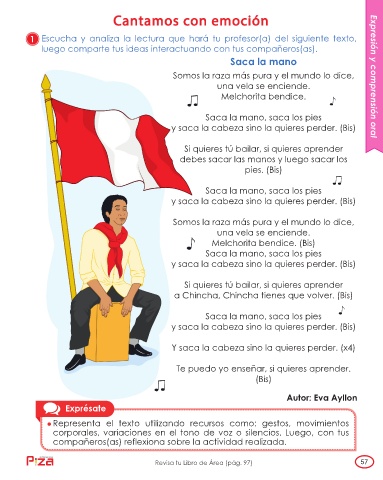 Cantamos con emoción
1 Escucha y analiza la lectura que hará tu profesor(a) del siguiente texto,
luego comparte tus ideas interactuando con tus compañeros(as).
Expresión y comprensión oral
Saca la mano
Somos la raza más pura y el mundo lo dice,
una vela se enciende.
Melchorita bendice.
Saca la mano, saca los pies
y saca la cabeza sino la quieres perder. (Bis)
Si quieres tú bailar, si quieres aprender
debes sacar las manos y luego sacar los
pies. (Bis)
Saca la mano, saca los pies
y saca la cabeza sino la quieres perder. (Bis)
Somos la raza más pura y el mundo lo dice,
una vela se enciende.
Melchorita bendice. (Bis)
Saca la mano, saca los pies
y saca la cabeza sino la quieres perder. (Bis)
Si quieres tú bailar, si quieres aprender
a Chincha, Chincha tienes que volver. (Bis)
Saca la mano, saca los pies
y saca la cabeza sino la quieres perder. (Bis)
Y saca la cabeza sino la quieres perder. (x4)
Te puedo yo enseñar, si quieres aprender.
(Bis)
Autor: Eva Ayllon
Exprésate
• Representa el texto utilizando recursos como: gestos, movimientos
corporales, variaciones en el tono de voz o silencios. Luego, con tus
compañeros(as) reflexiona sobre la actividad realizada.
Piza
Revisa tu Libro de Área (pág. 97)
57